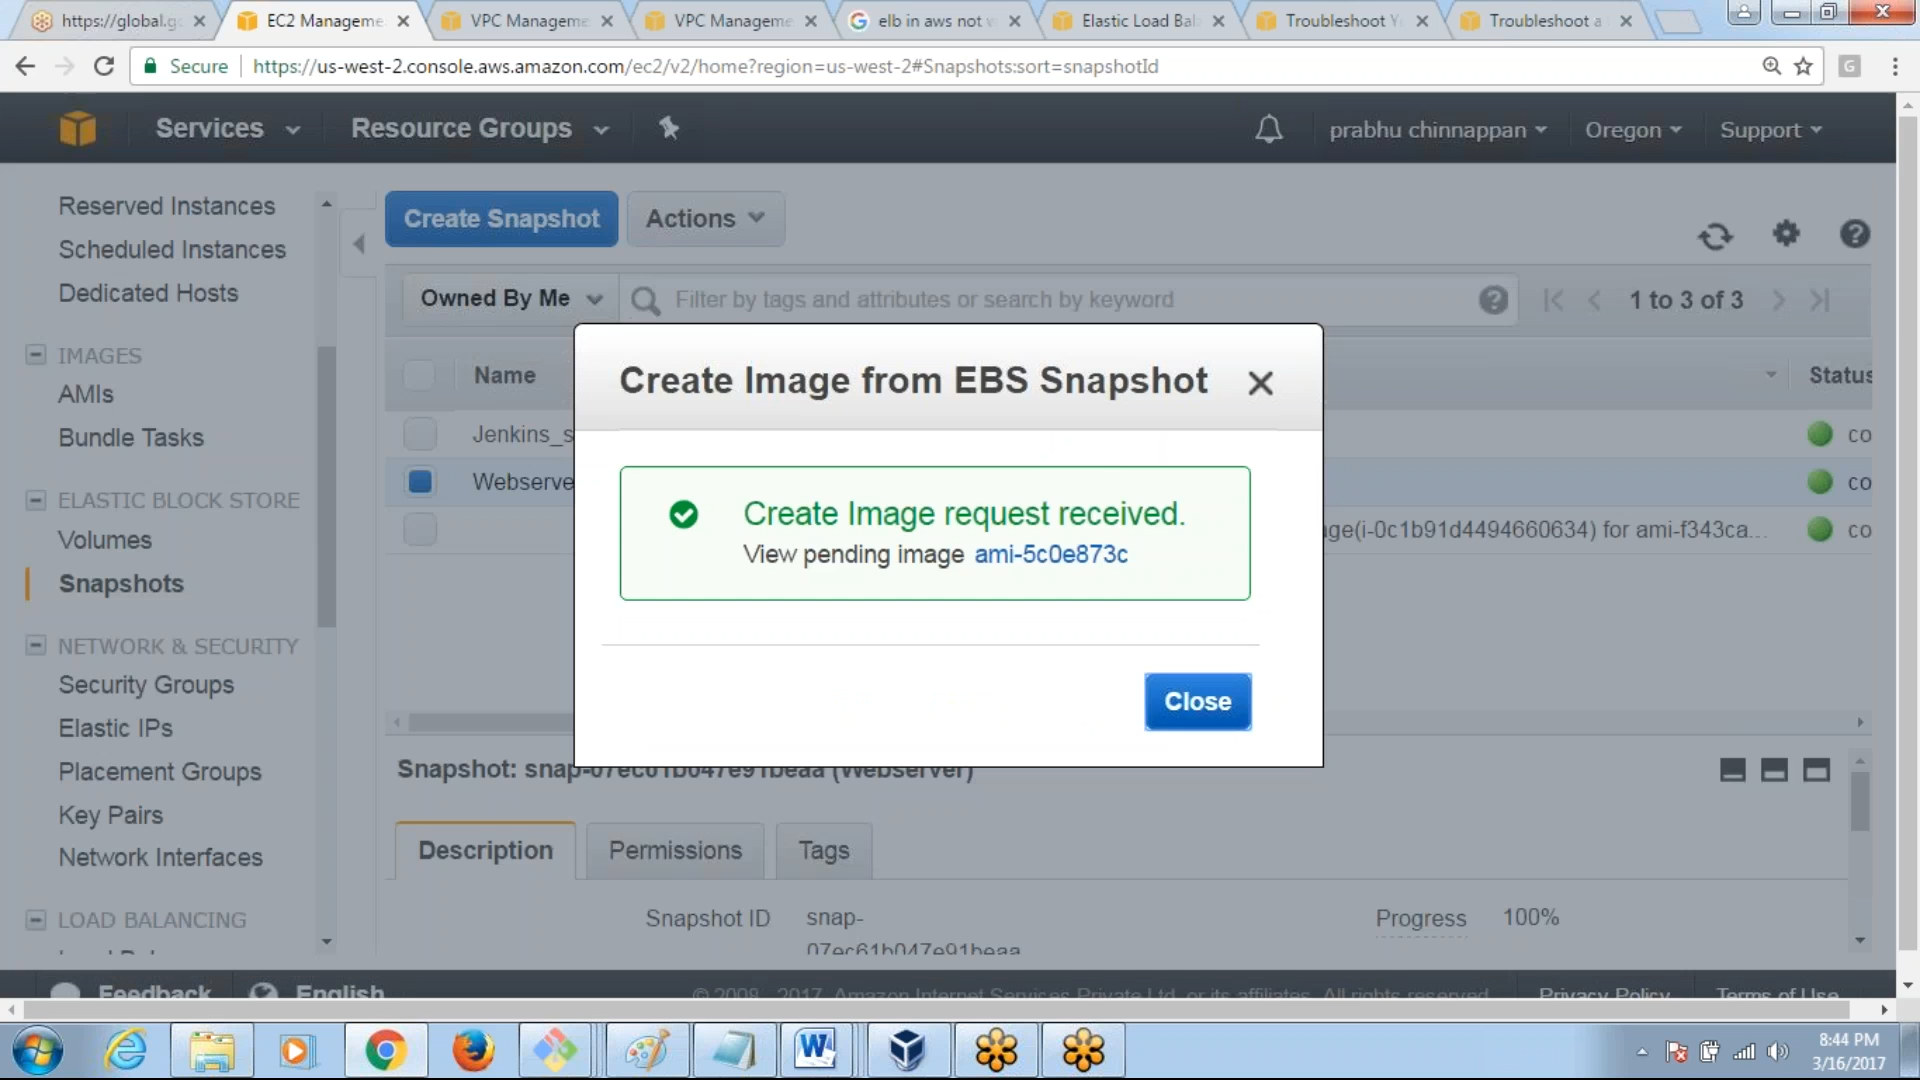 https://global.g
EC2 Manageme
VPC Manageme
VPC Manageme
elb in aws not w
Elastic Load Bal
Troubleshoot Y
Troubleshoot a
Secure
https://us-west-2.console.aws.amazon.com/ec2/v2/home?region=us-west-2#Snapshots:sort=snapshotId
Services
Resource Groups
prabhu chinnappan
Oregon
Support
Reserved Instances
Scheduled Instances
Dedicated Hosts
IMAGES
AMIs
Bundle Tasks
ELASTIC BLOCK STORE
Volumes
Snapshots
NETWORK & SECURITY
Security Groups
Elastic IPs
Placement Groups
Key Pairs
Network Interfaces
LOAD BALANCING
Create Snapshot
Actions
Owned By Me
Filter by tags and attributes or search by keyword
1 to 3 of 3
Name
Status
Jenkins_s
co
Webserve
co
age(i-0c1b91d4494660634) for ami-f343ca...
co
Create Image from EBS Snapshot
Create Image request received.
View pending image ami-5c0e873c
Close
Snapshot: snap-07ec61b047e91beaa (Webserver)
Description
Permissions
Tags
Snapshot ID
snap-
07ec61b047e91beaa
Progress
100%
Feedback
English
© 2008 - 2017, Amazon Internet Services Private Ltd. or its affiliates. All rights reserved.
Privacy Policy
Terms of Use
8:44 PM
3/16/2017